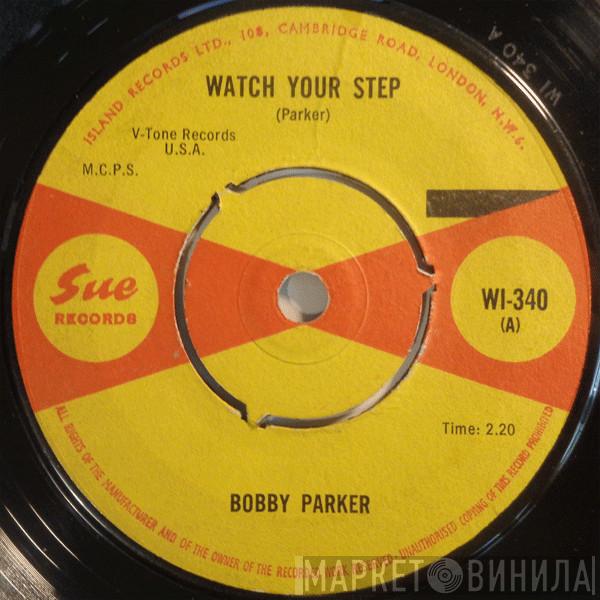 ISLAND RECORDS LTD., 108, CAMBRIDGE ROAD, LONDON, N.W.6.
WI 340 A
WATCH YOUR STEP
(Parker)
V-Tone Records
U.S.A.
M.C.P.S.
Sue
RECORDS
WI-340
(A)
Time: 2.20
BOBBY PARKER
ALL RIGHTS OF THE MANUFACTURER AND OF THE OWNER OF THE RECORDED WORK RESERVED. UNAUTHORISED COPYING OF THIS RECORD PROHIBITED
МАРКЕТ ВИНИЛА